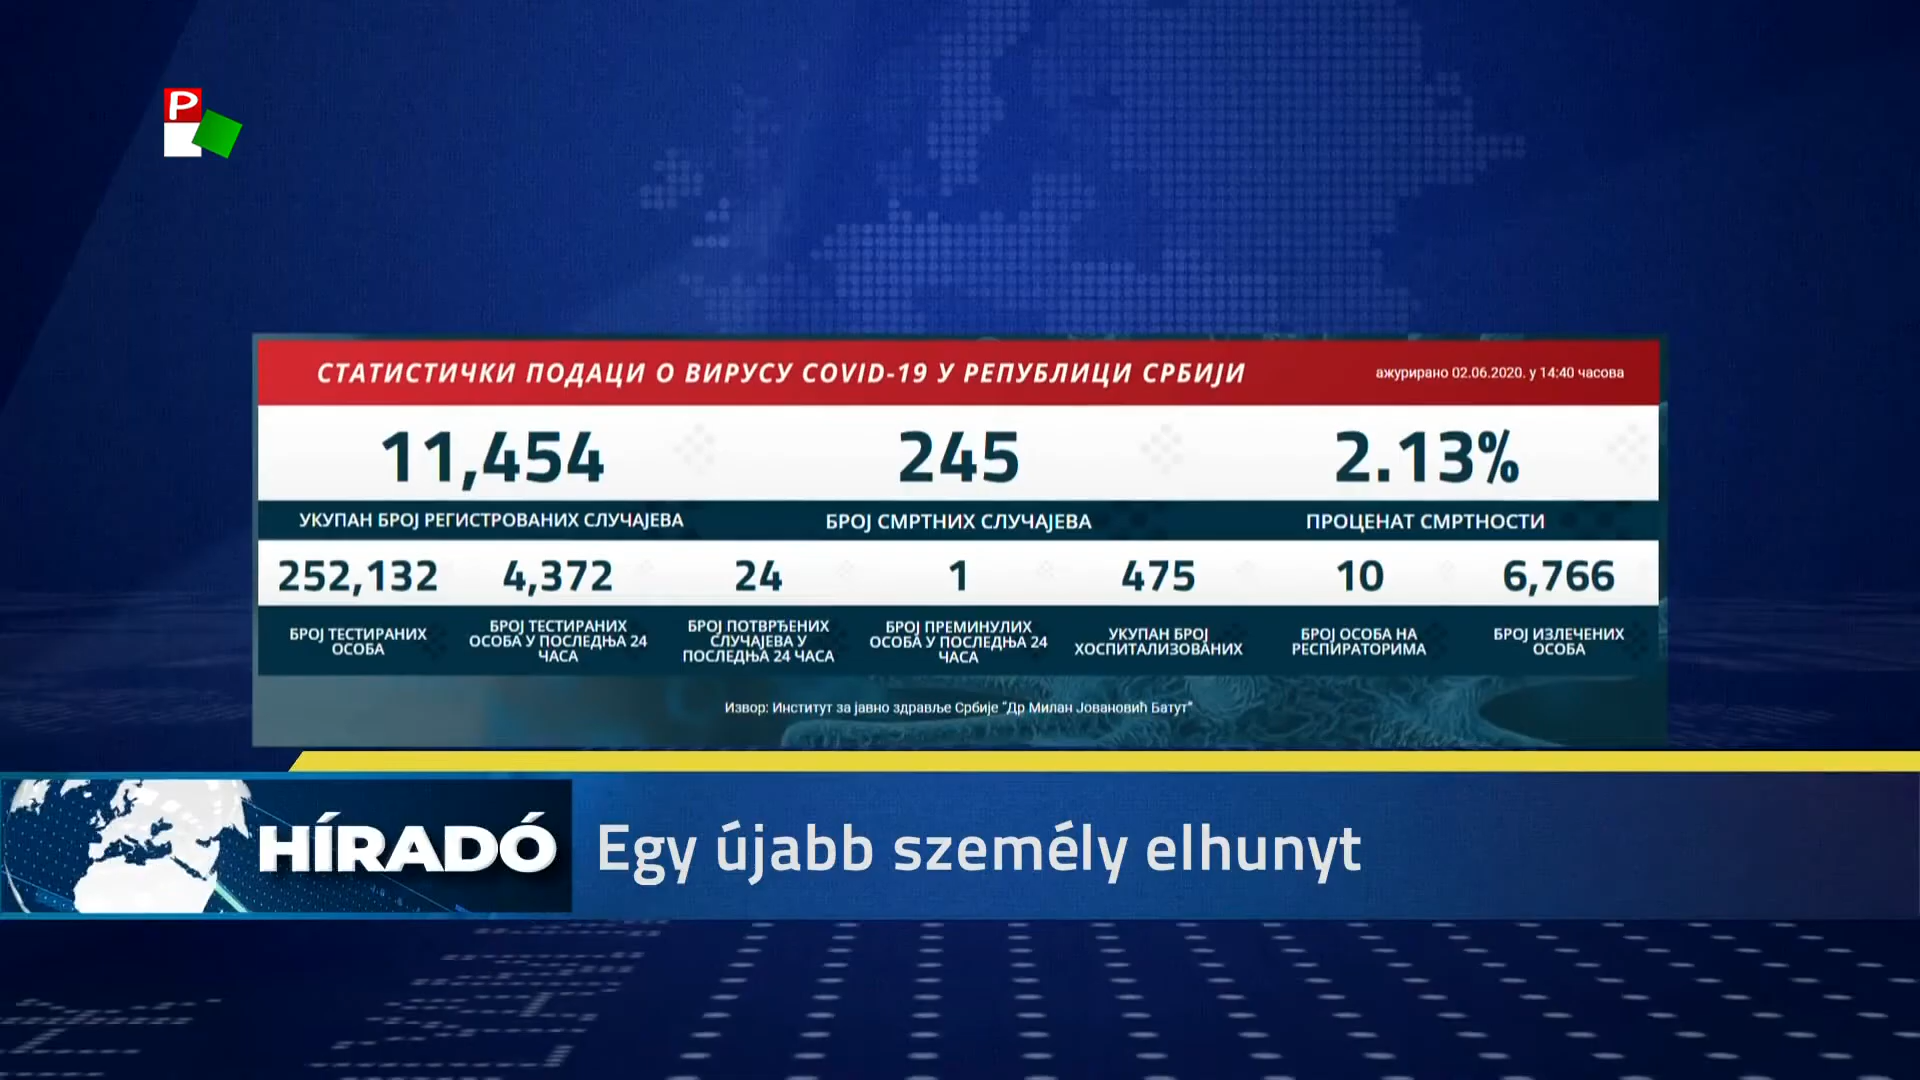 P
СТАТИСТИЧКИ ПОДАЦИ О ВИРУСУ COVID-19 У РЕПУБЛИЦИ СРБИЈИ
ажурирано 02.06.2020. у 14:40 часова
11,454
245
2.13%
УКУПАН БРОЈ РЕГИСТРОВАНИХ СЛУЧАЈЕВА
БРОЈ СМРТНИХ СЛУЧАЈЕВА
ПРОЦЕНАТ СМРТНОСТИ
252,132
4,372
24
1
475
10
6,766
БРОЈ ТЕСТИРАНИХ
ОСОБА
БРОЈ ТЕСТИРАНИХ
ОСОБА У ПОСЛЕДЊА 24
ЧАСА
БРОЈ ПОТВРЂЕНИХ
СЛУЧАЈЕВА У
ПОСЛЕДЊА 24 ЧАСА
БРОЈ ПРЕМИНУЛИХ
ОСОБА У ПОСЛЕДЊА 24
ЧАСА
УКУПАН БРОЈ
ХОСПИТАЛИЗОВАНИХ
БРОЈ ОСОБА НА
РЕСПИРАТОРИМА
БРОЈ ИЗЛЕЧЕНИХ
ОСОБА
Извор: Институт за јавно здравље Србије "Др Милан Јовановић Батут"
HÍRADÓ
Egy újabb személy elhunyt